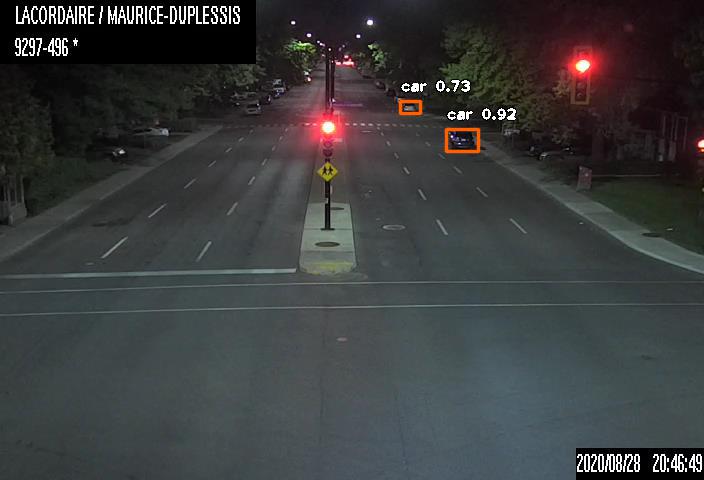 LACORDAIRE / MAURICE-DUPLESSIS
9297-496 *
car 0.73
car 0.92
2020/08/28 20:46:49